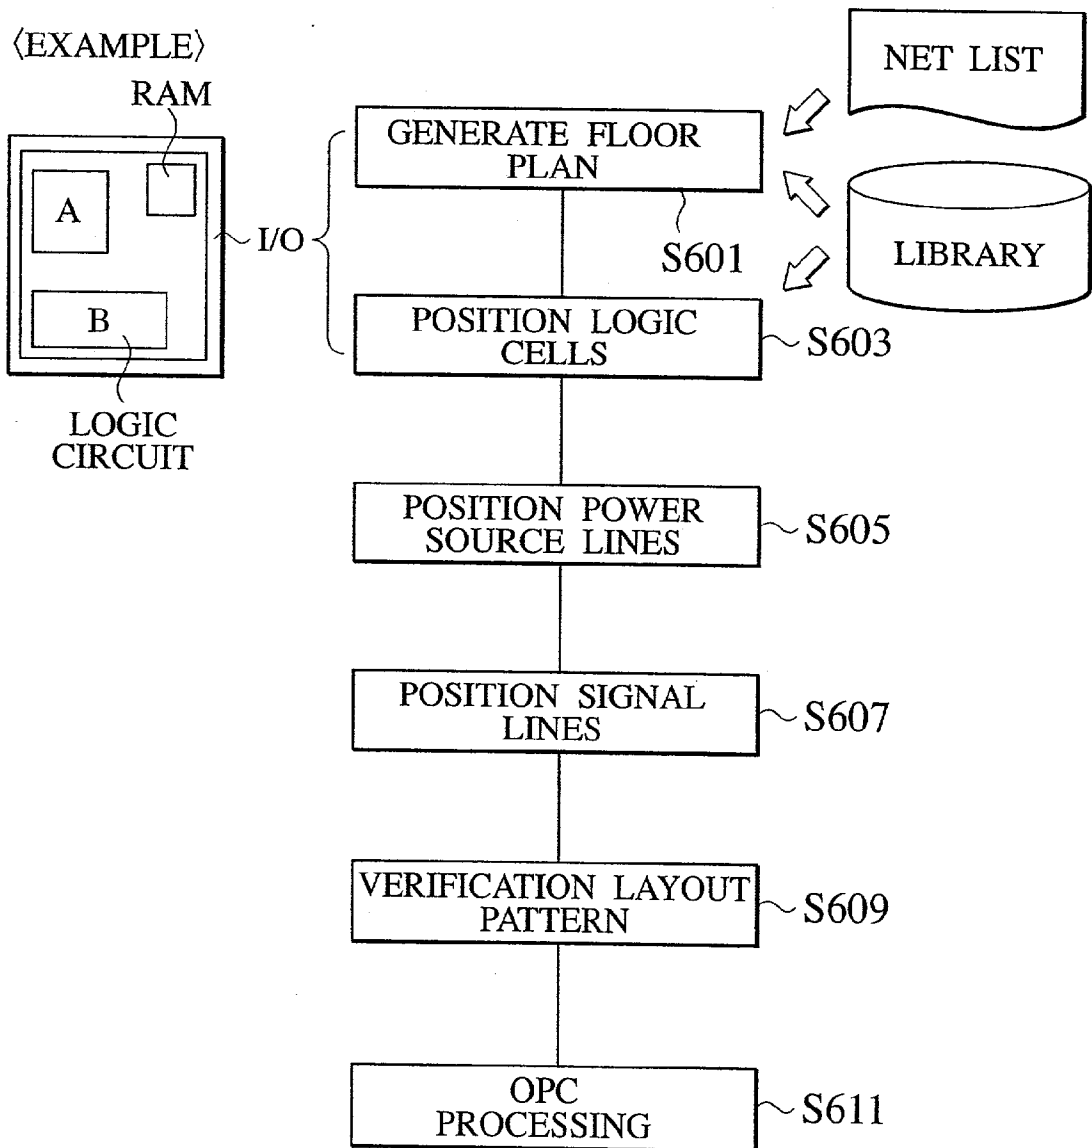 〈EXAMPLE〉
RAM
A
I/O
B
LOGIC
CIRCUIT
GENERATE FLOOR
PLAN
S601
NET LIST
LIBRARY
POSITION LOGIC
CELLS
S603
POSITION POWER
SOURCE LINES
S605
POSITION SIGNAL
LINES
S607
VERIFICATION LAYOUT
PATTERN
S609
OPC
PROCESSING
S611